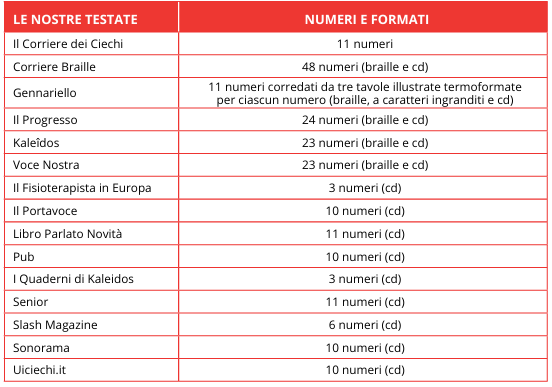 LE NOSTRE TESTATE NUMERI E FORMATI
Il Corriere dei Ciechi 11 numeri
Corriere Braille 48 numeri (braille e cd)
Gennariello 11 numeri corredati da tre tavole illustrate termoformate
per ciascun numero (braille, a caratteri ingranditi e cd)
Il Progresso 24 numeri (braille e cd)
Kaleîdos 23 numeri (braille e cd)
Voce Nostra 23 numeri (braille e cd)
Il Fisioterapista in Europa 3 numeri (cd)
Il Portavoce 10 numeri (cd)
Libro Parlato Novità 11 numeri (cd)
Pub 10 numeri (cd)
I Quaderni di Kaleidos 3 numeri (cd)
Senior 11 numeri (cd)
Slash Magazine 6 numeri (cd)
Sonorama 10 numeri (cd)
Uiciechi.it 10 numeri (cd)